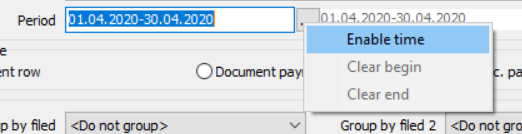 Period 01.04.2020-30.04.2020 ... 01.04.2020-30.04.2020
Enable time
e
ent row Document pay Clear begin c. pa
Clear end
p by filed <Do not group> Group by filed 2 <Do not gro